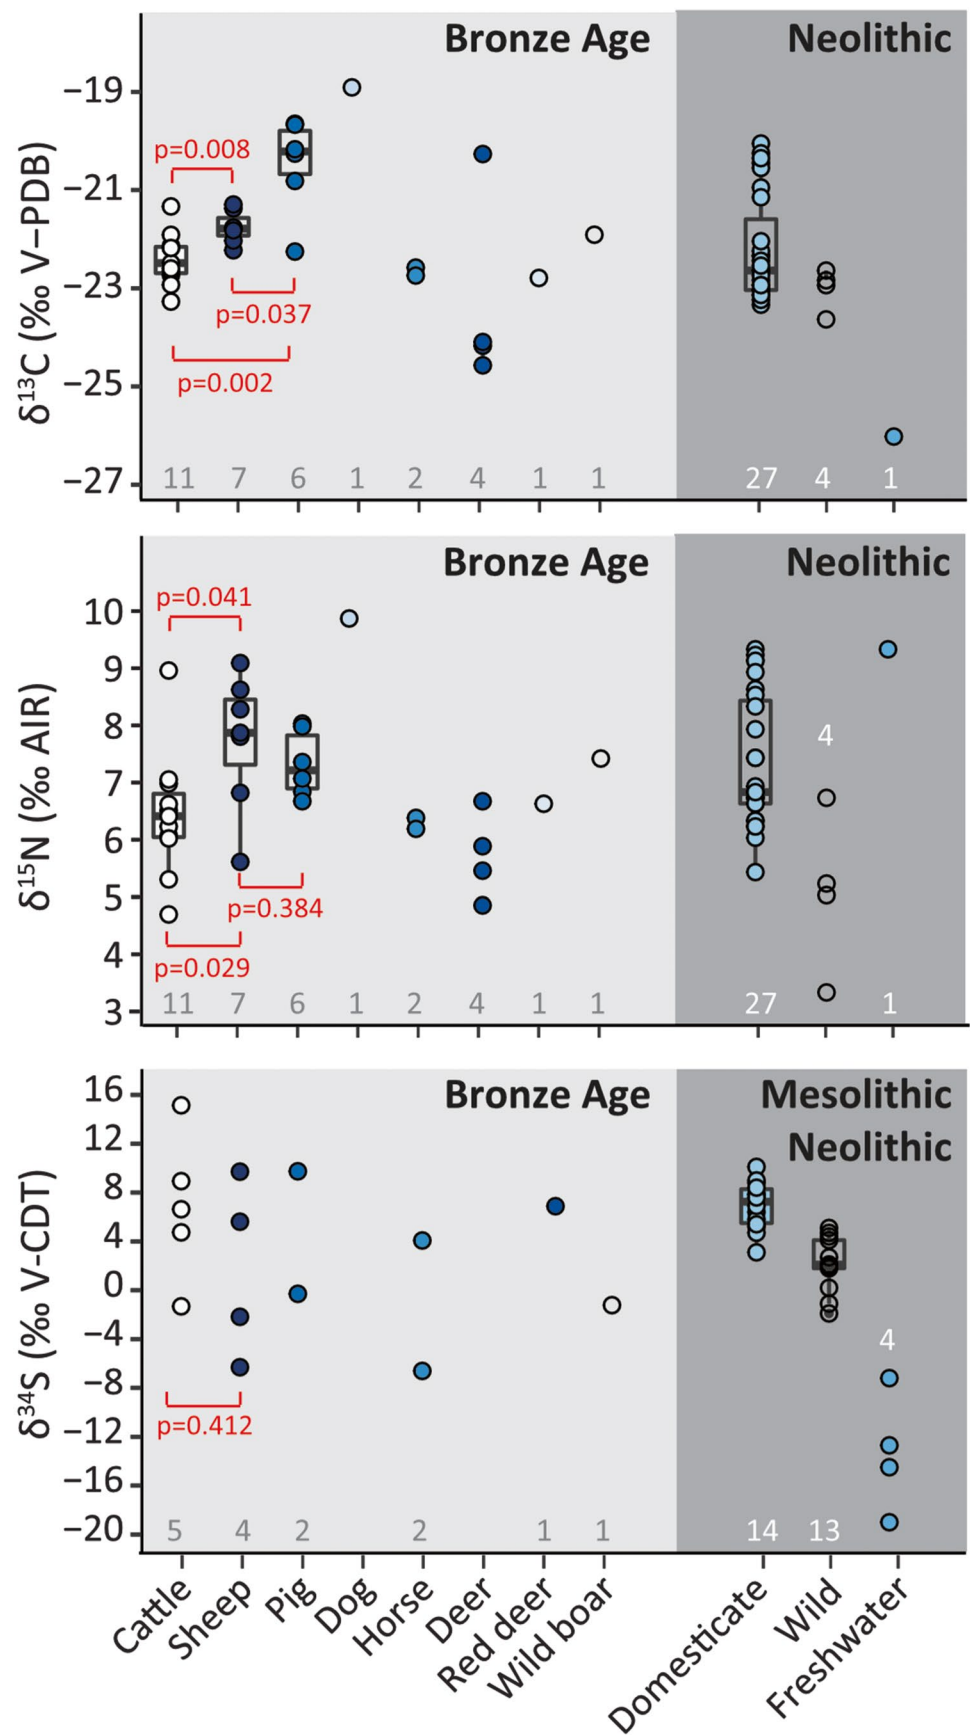 Bronze Age Neolithic
δ13C (‰ V−PDB)
−19
−21
−23
−25
−27
p=0.008
p=0.037
p=0.002
11 7 6 1 2 4 1 1 27 4 1
Bronze Age Neolithic
δ15N (‰ AIR)
10
9
8
7
6
5
4
3
p=0.041
4
p=0.384
p=0.029
11 7 6 1 2 4 1 1 27 1
Bronze Age Mesolithic
Neolithic
δ34S (‰ V-CDT)
16
12
8
4
0
−4
−8
−12
−16
−20
4
p=0.412
5 4 2 2 1 1 14 13
Cattle
Sheep
Pig
Dog
Horse
Deer
Red deer
Wild boar
Domesticate
Wild
Freshwater